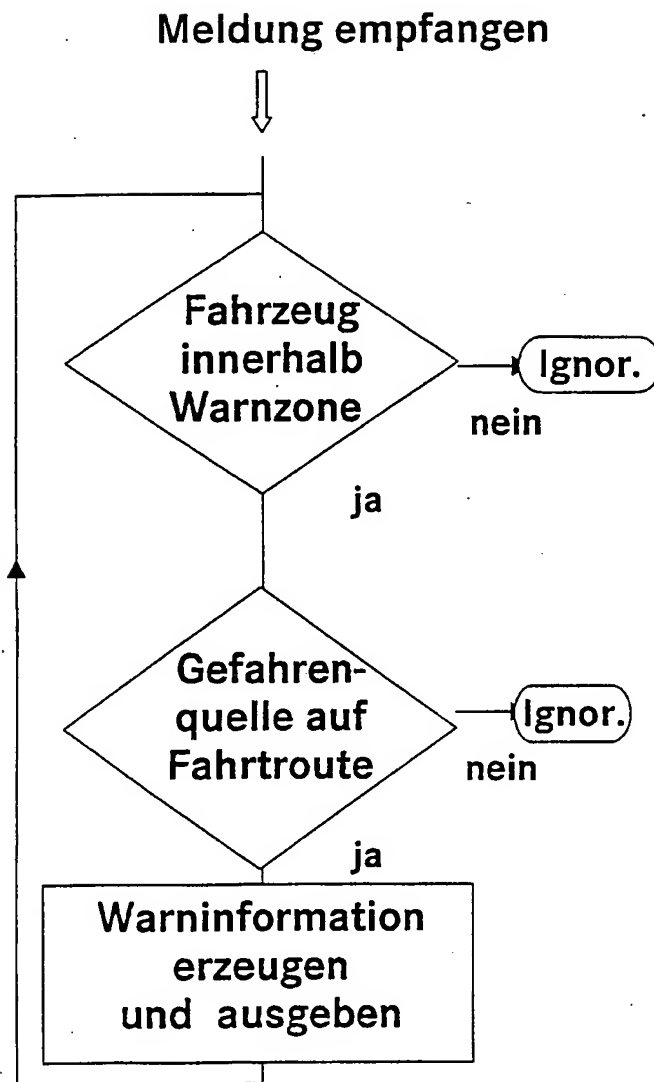 Meldung empfangen
Fahrzeug
innerhalb
Warnzone
Ignor.
nein
ja
Gefahren-
quelle auf
Fahrtroute
Ignor.
nein
ja
Warninformation
erzeugen
und ausgeben